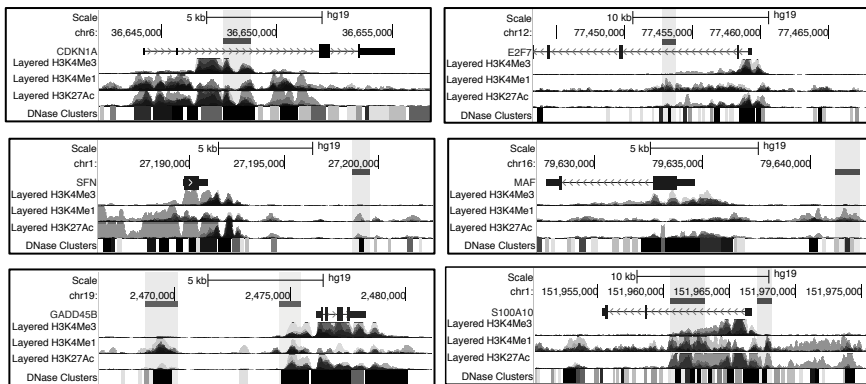 Scale 5 kb hg19
chr6: 36,645,000 36,650,000 36,655,000
CDKN1A
Layered H3K4Me3
Layered H3K4Me1
Layered H3K27Ac
DNase Clusters
Scale 10 kb hg19
chr12: 77,450,000 77,455,000 77,460,000 77,465,000
E2F7
Layered H3K4Me3
Layered H3K4Me1
Layered H3K27Ac
DNase Clusters
Scale 5 kb hg19
chr1: 27,190,000 27,195,000 27,200,000
SFN
Layered H3K4Me3
Layered H3K4Me1
Layered H3K27Ac
DNase Clusters
Scale 5 kb hg19
chr16: 79,630,000 79,635,000 79,640,000
MAF
Layered H3K4Me3
Layered H3K4Me1
Layered H3K27Ac
DNase Clusters
Scale 5 kb hg19
chr19: 2,470,000 2,475,000 2,480,000
GADD45B
Layered H3K4Me3
Layered H3K4Me1
Layered H3K27Ac
DNase Clusters
Scale 10 kb hg19
chr1: 151,955,000 151,960,000 151,965,000 151,970,000 151,975,000
S100A10
Layered H3K4Me3
Layered H3K4Me1
Layered H3K27Ac
DNase Clusters